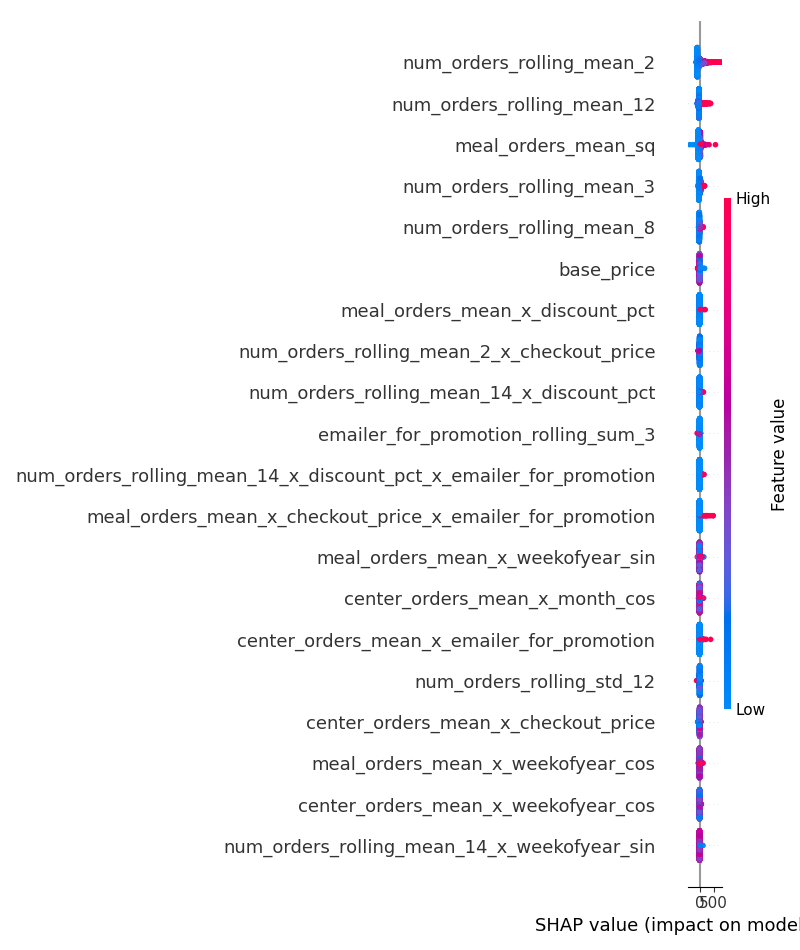 num_orders_rolling_mean_2
num_orders_rolling_mean_12
meal_orders_mean_sq
num_orders_rolling_mean_3
High
num_orders_rolling_mean_8
base_price
meal_orders_mean_x_discount_pct
num_orders_rolling_mean_2_x_checkout_price
num_orders_rolling_mean_14_x_discount_pct
emailer_for_promotion_rolling_sum_3
Feature value
num_orders_rolling_mean_14_x_discount_pct_x_emailer_for_promotion
meal_orders_mean_x_checkout_price_x_emailer_for_promotion
meal_orders_mean_x_weekofyear_sin
center_orders_mean_x_month_cos
center_orders_mean_x_emailer_for_promotion
num_orders_rolling_std_12
Low
center_orders_mean_x_checkout_price
meal_orders_mean_x_weekofyear_cos
center_orders_mean_x_weekofyear_cos
num_orders_rolling_mean_14_x_weekofyear_sin
0 500
SHAP value (impact on model